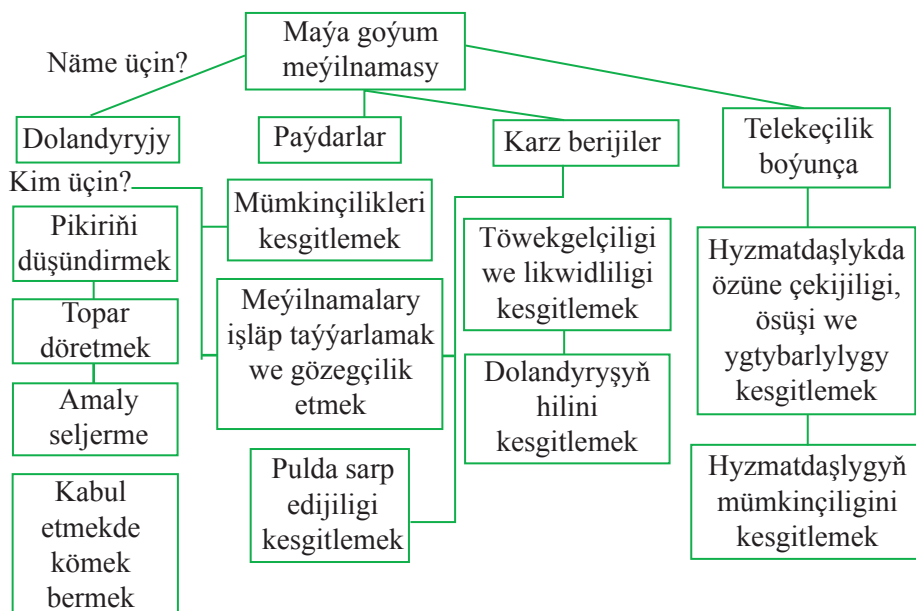 Maýa goýum
meýilnamasy
Näme üçin?
Dolandyryjy
Paýdarlar
Karz berijiler
Telekeçilik
boýunça
Kim üçin?
Pikiriňi
düşündirmek
Topar
döretmek
Amaly
seljerme
Kabul
etmekde
kömek
bermek
Mümkinçilikleri
kesgitlemek
Meýilnamalary
işläp taýýarlamak
we gözegçilik
etmek
Pulda sarp
edijiligi
kesgitlemek
Töwekgelçiligi
we likwidliligi
kesgitlemek
Dolandyryşyň
hilini
kesgitlemek
Hyzmatdaşlykda
özüne çekijiligi,
ösüşi we
ygtybarlylygy
kesgitlemek
Hyzmatdaşlygyň
mümkinçiligini
kesgitlemek